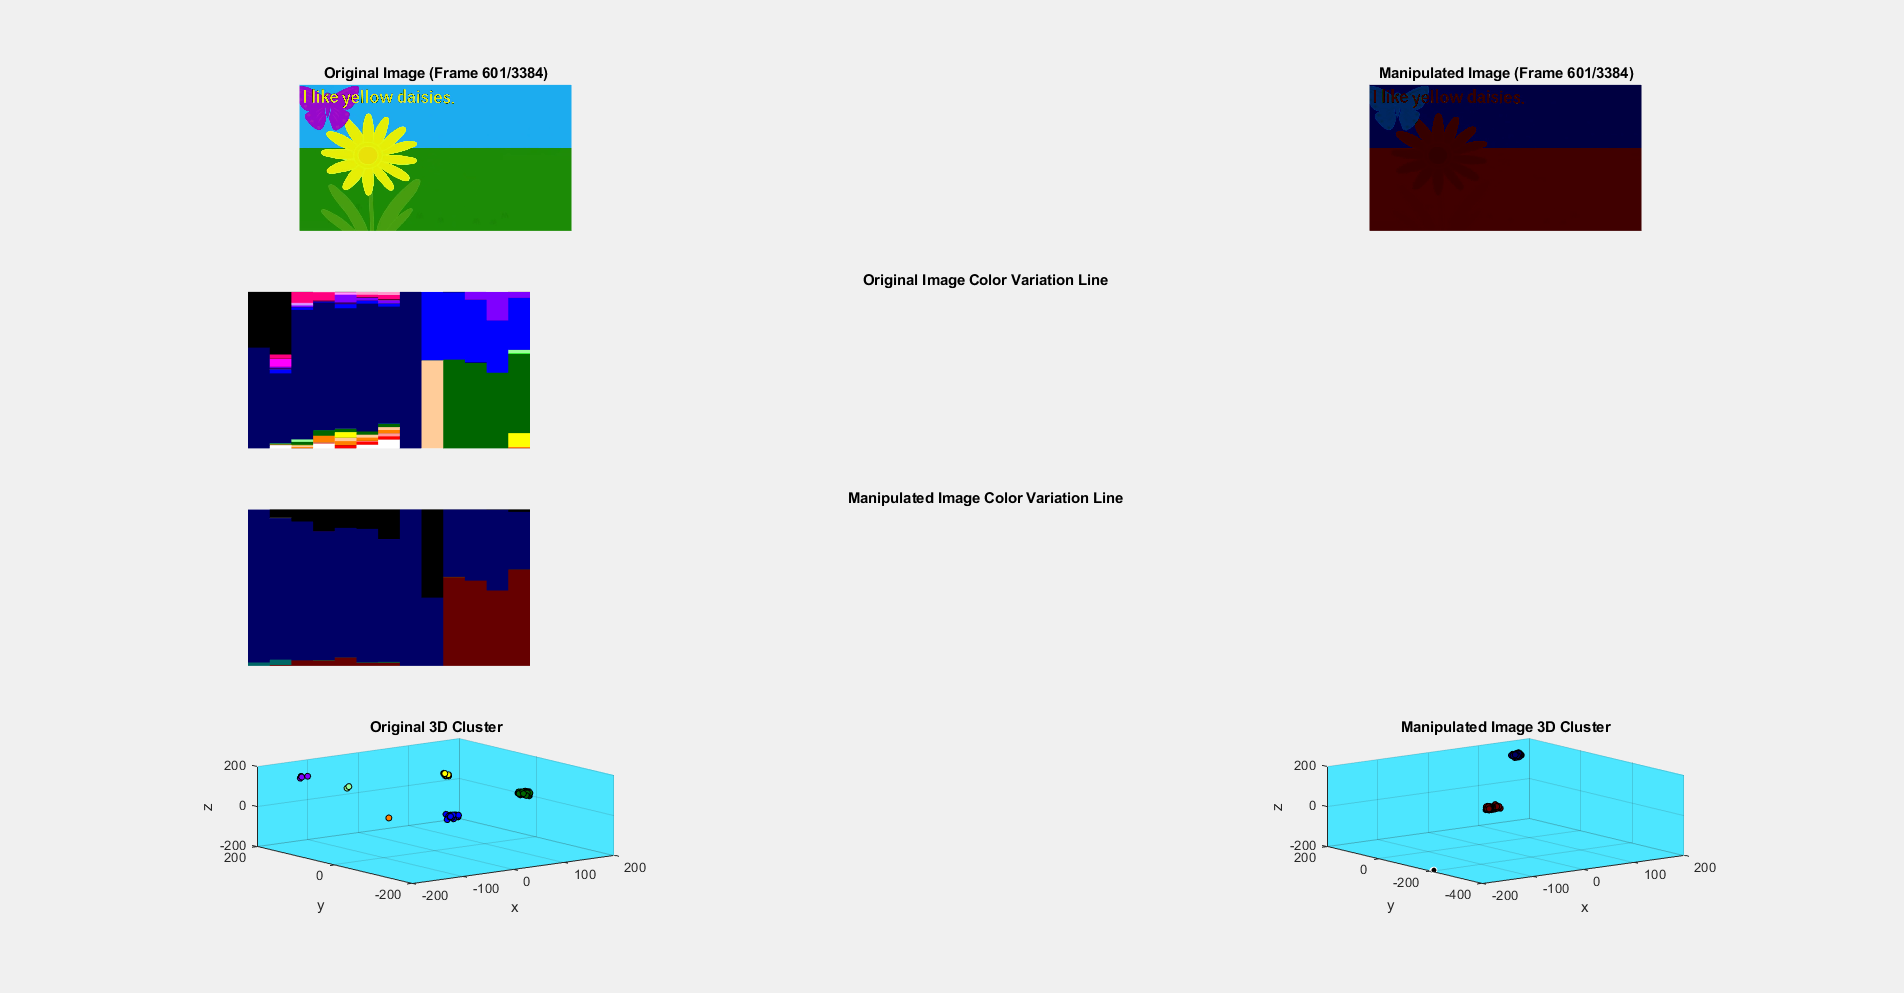 Original Image (Frame 601/3384)
Manipulated Image (Frame 601/3384)
I like yellow daisies.
I like yellow daisies.
Original Image Color Variation Line
Manipulated Image Color Variation Line
Original 3D Cluster
200
0
-200
z
200
0
-200
y
-200
-100
0
100
200
x
Manipulated Image 3D Cluster
200
0
-200
z
200
0
-200
-400
y
-200
-100
0
100
200
x